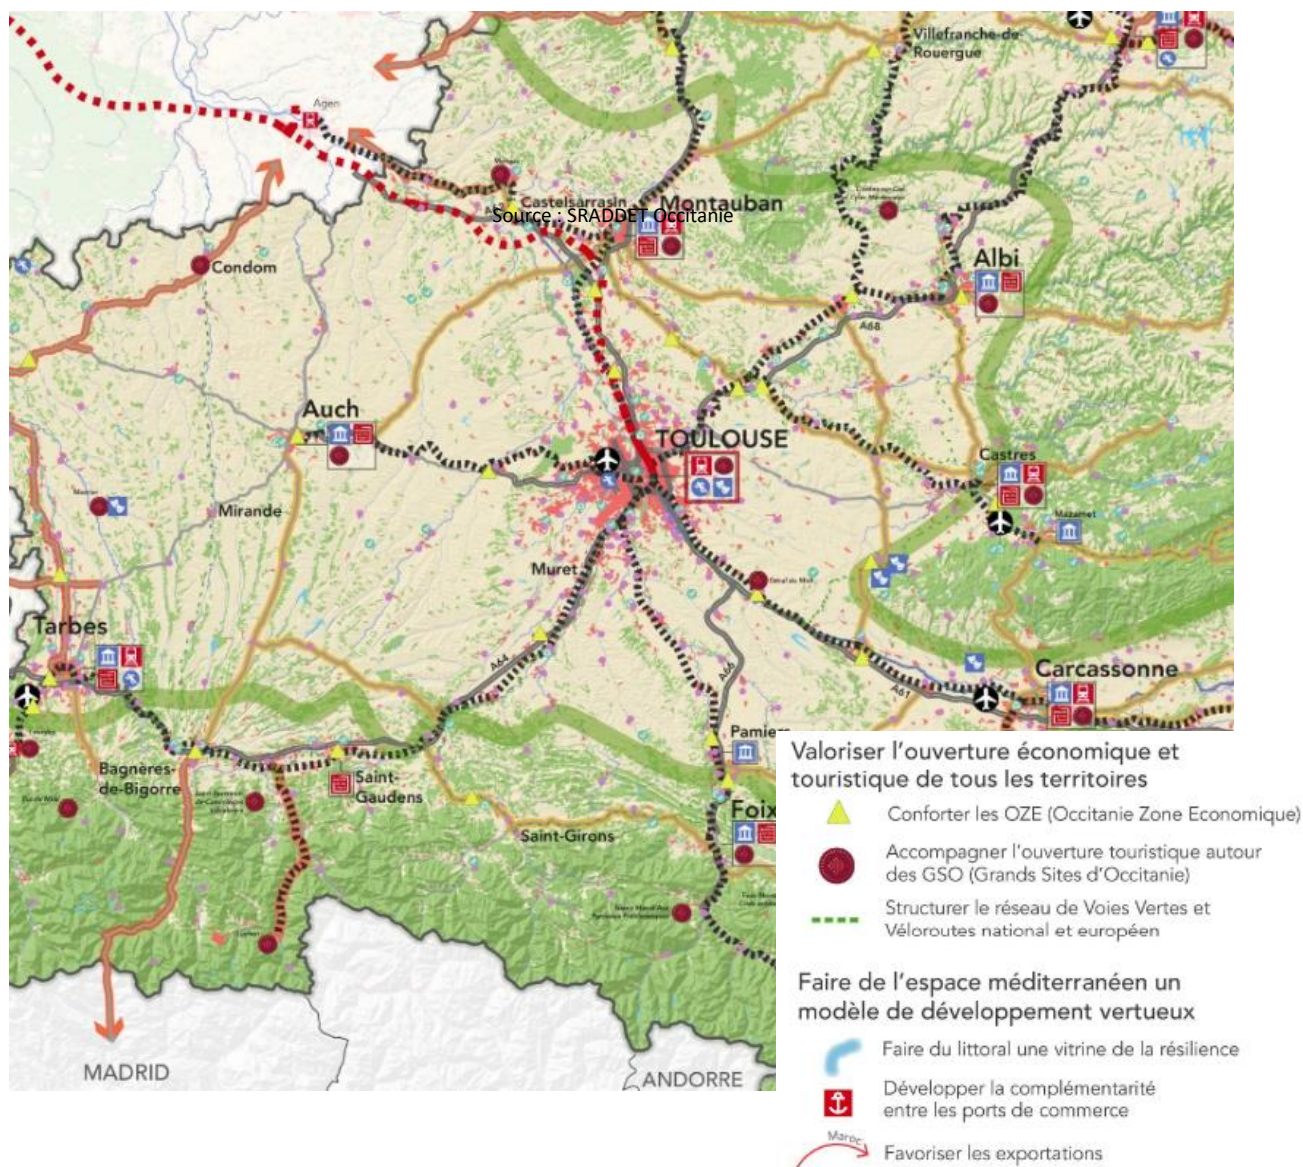 Villefranche-de-
Rouergue
Agen
Castelsarrasin
Montauban
Source : SRADDET Occitanie
Condom
Albi
A68
Auch
TOULOUSE
Castres
Mirande
Mazamet
Muret
Tarbes
A64
A66
A61
Carcassonne
Pamiers
Bagnères-
de-Bigorre
Saint-
Gaudens
Foix
Saint-Girons
MADRID
ANDORRE
Valoriser l'ouverture économique et
touristique de tous les territoires
Conforter les OZE (Occitanie Zone Economique)
Accompagner l'ouverture touristique autour
des GSO (Grands Sites d'Occitanie)
Structurer le réseau de Voies Vertes et
Véloroutes national et européen
Faire de l'espace méditerranéen un
modèle de développement vertueux
Faire du littoral une vitrine de la résilience
Développer la complémentarité
entre les ports de commerce
Maroc
Favoriser les exportations